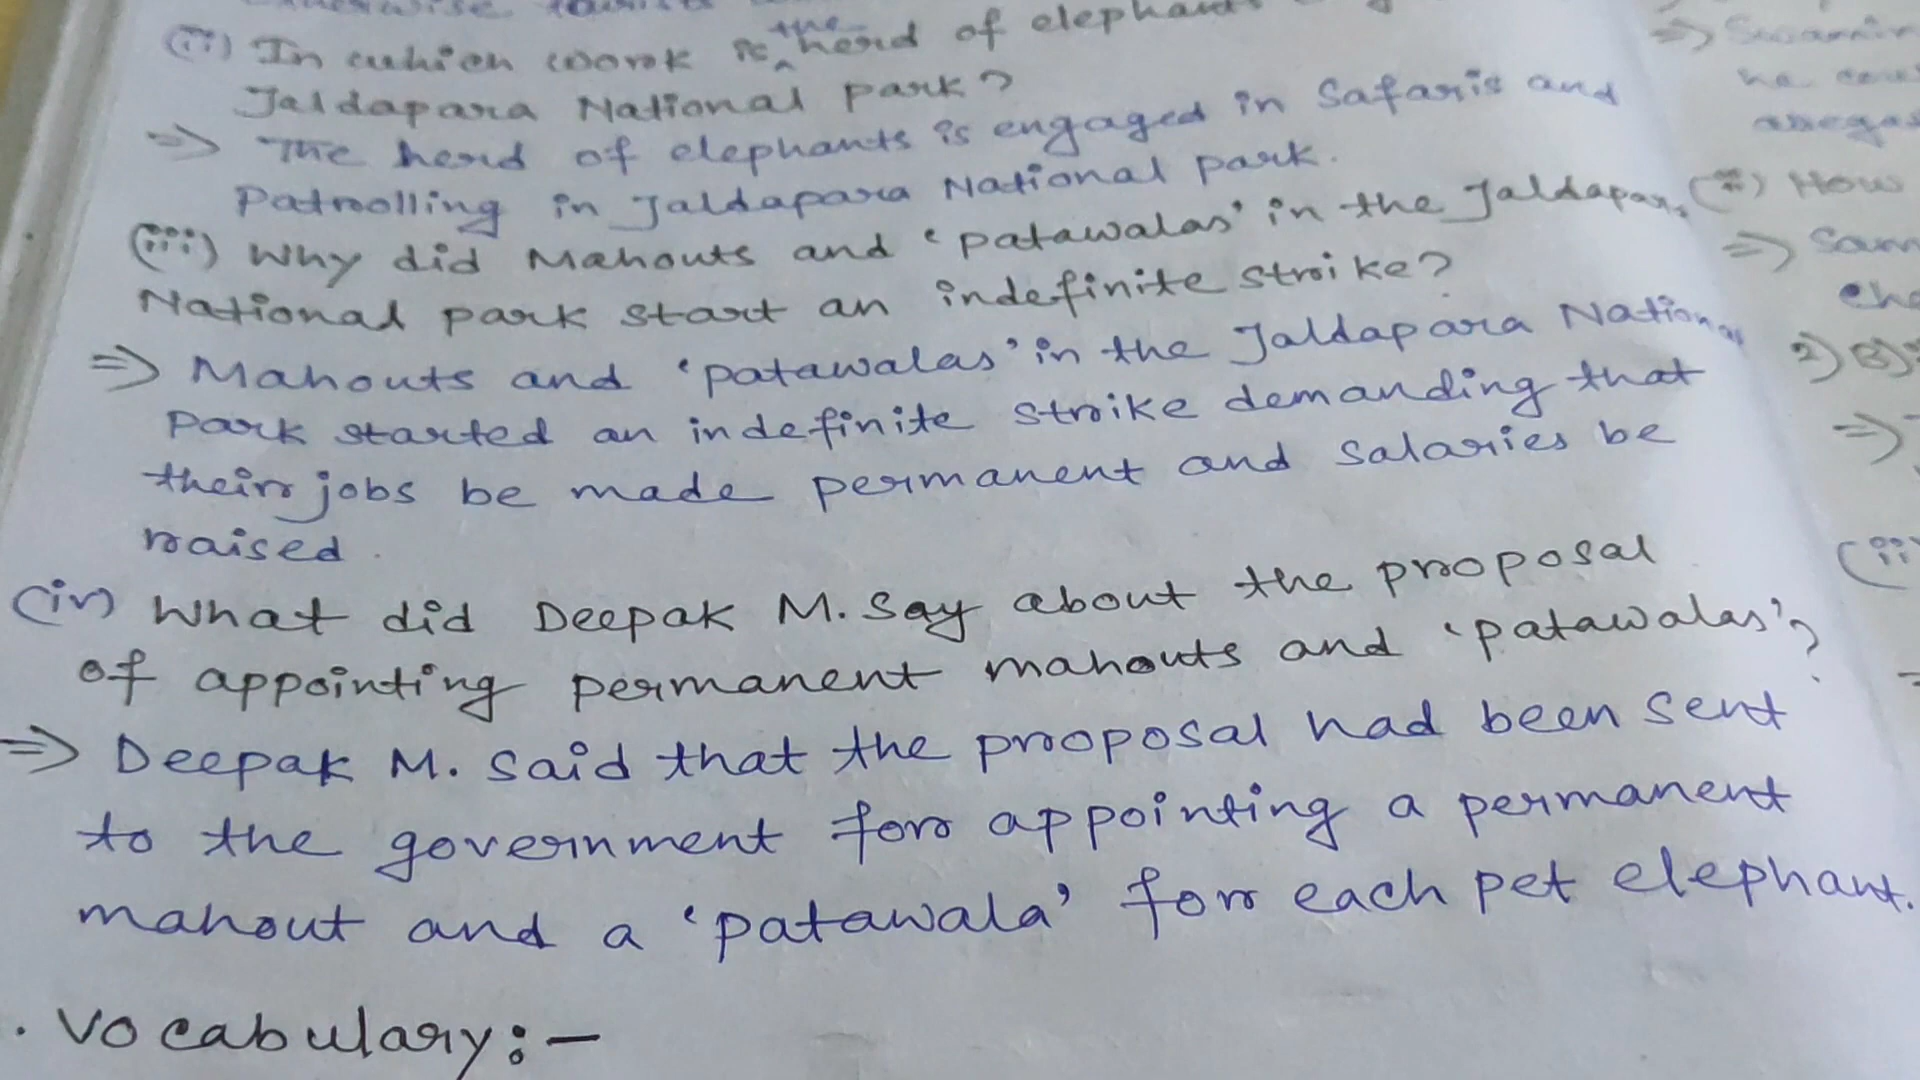 (ii) In which work is the herd of elephants
Jaldapara National park?
=> The herd of elephants is engaged in Safaris and
Patrolling in Jaldapara National park.
(iii) Why did Mahouts and 'patawalas' in the Jaldapara
National park start an indefinite strike?
=> Mahouts and 'patawalas' in the Jaldapara National
Park started an indefinite strike demanding that
their jobs be made permanent and salaries be
raised.
(iv) What did Deepak M. Say about the proposal
of appointing permanent mahouts and 'patawalas'?
=> Deepak M. said that the proposal had been sent
to the government for appointing a permanent
mahout and a 'patawala' for each pet elephant.
. Vocabulary:-
=>
he
(ii) How
=>
2) B)
=>
(ii)